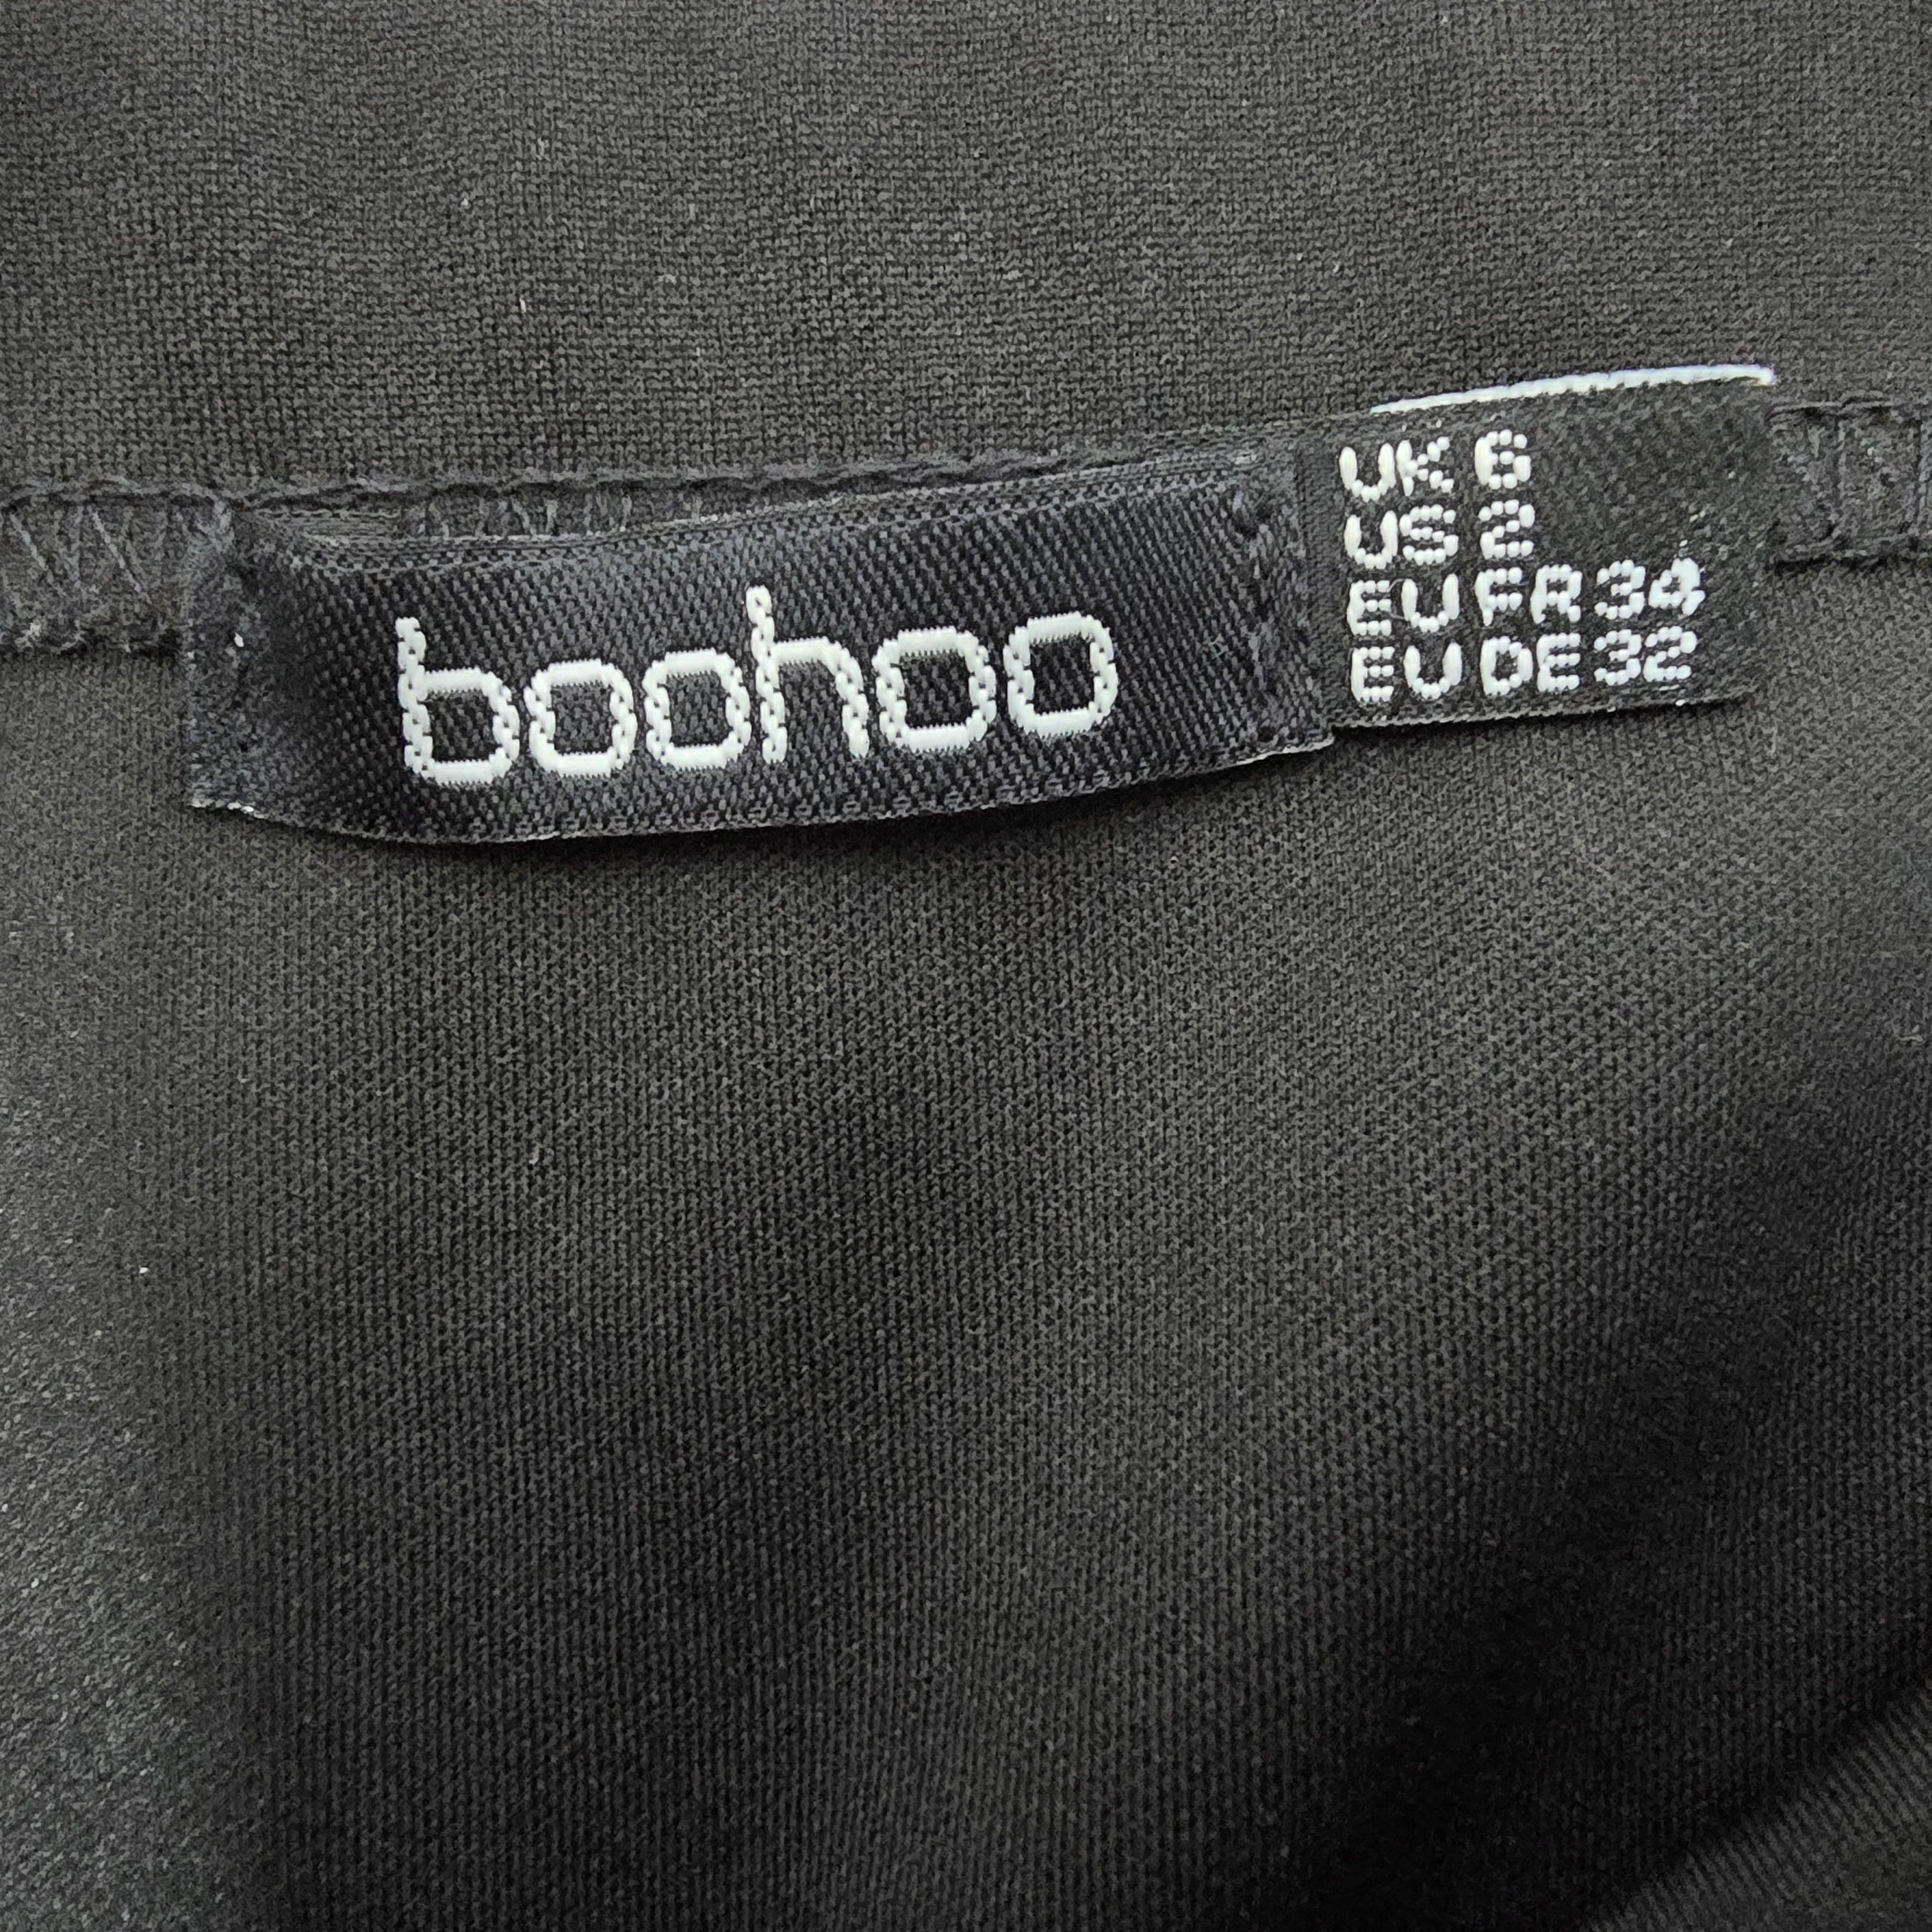 boohoo
UK 6
US 2
EU FR 34
EU DE 32